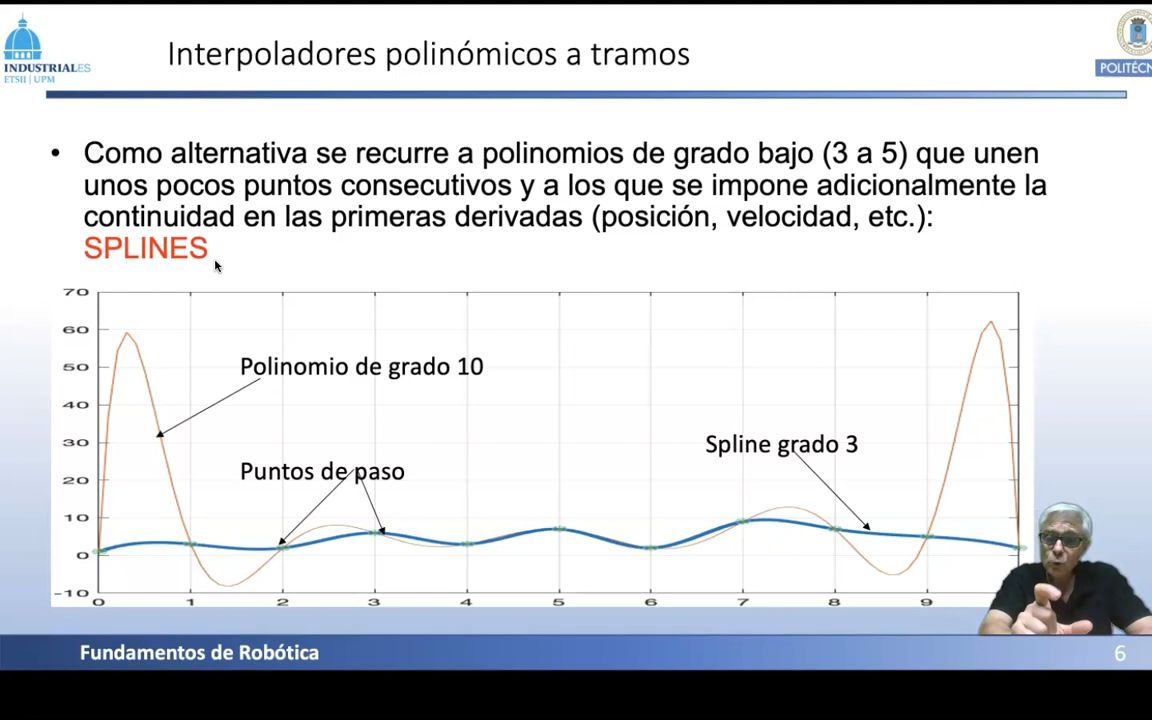 INDUSTRIALES
ETSII | UPM
Interpoladores polinómicos a tramos
POLITÉCN
• Como alternativa se recurre a polinomios de grado bajo (3 a 5) que unen
unos pocos puntos consecutivos y a los que se impone adicionalmente la
continuidad en las primeras derivadas (posición, velocidad, etc.):
SPLINES
70
60
50
40
30
20
10
0
-10
Polinomio de grado 10
Puntos de paso
Spline grado 3
0 1 2 3 4 5 6 7 8 9
Fundamentos de Robótica
6